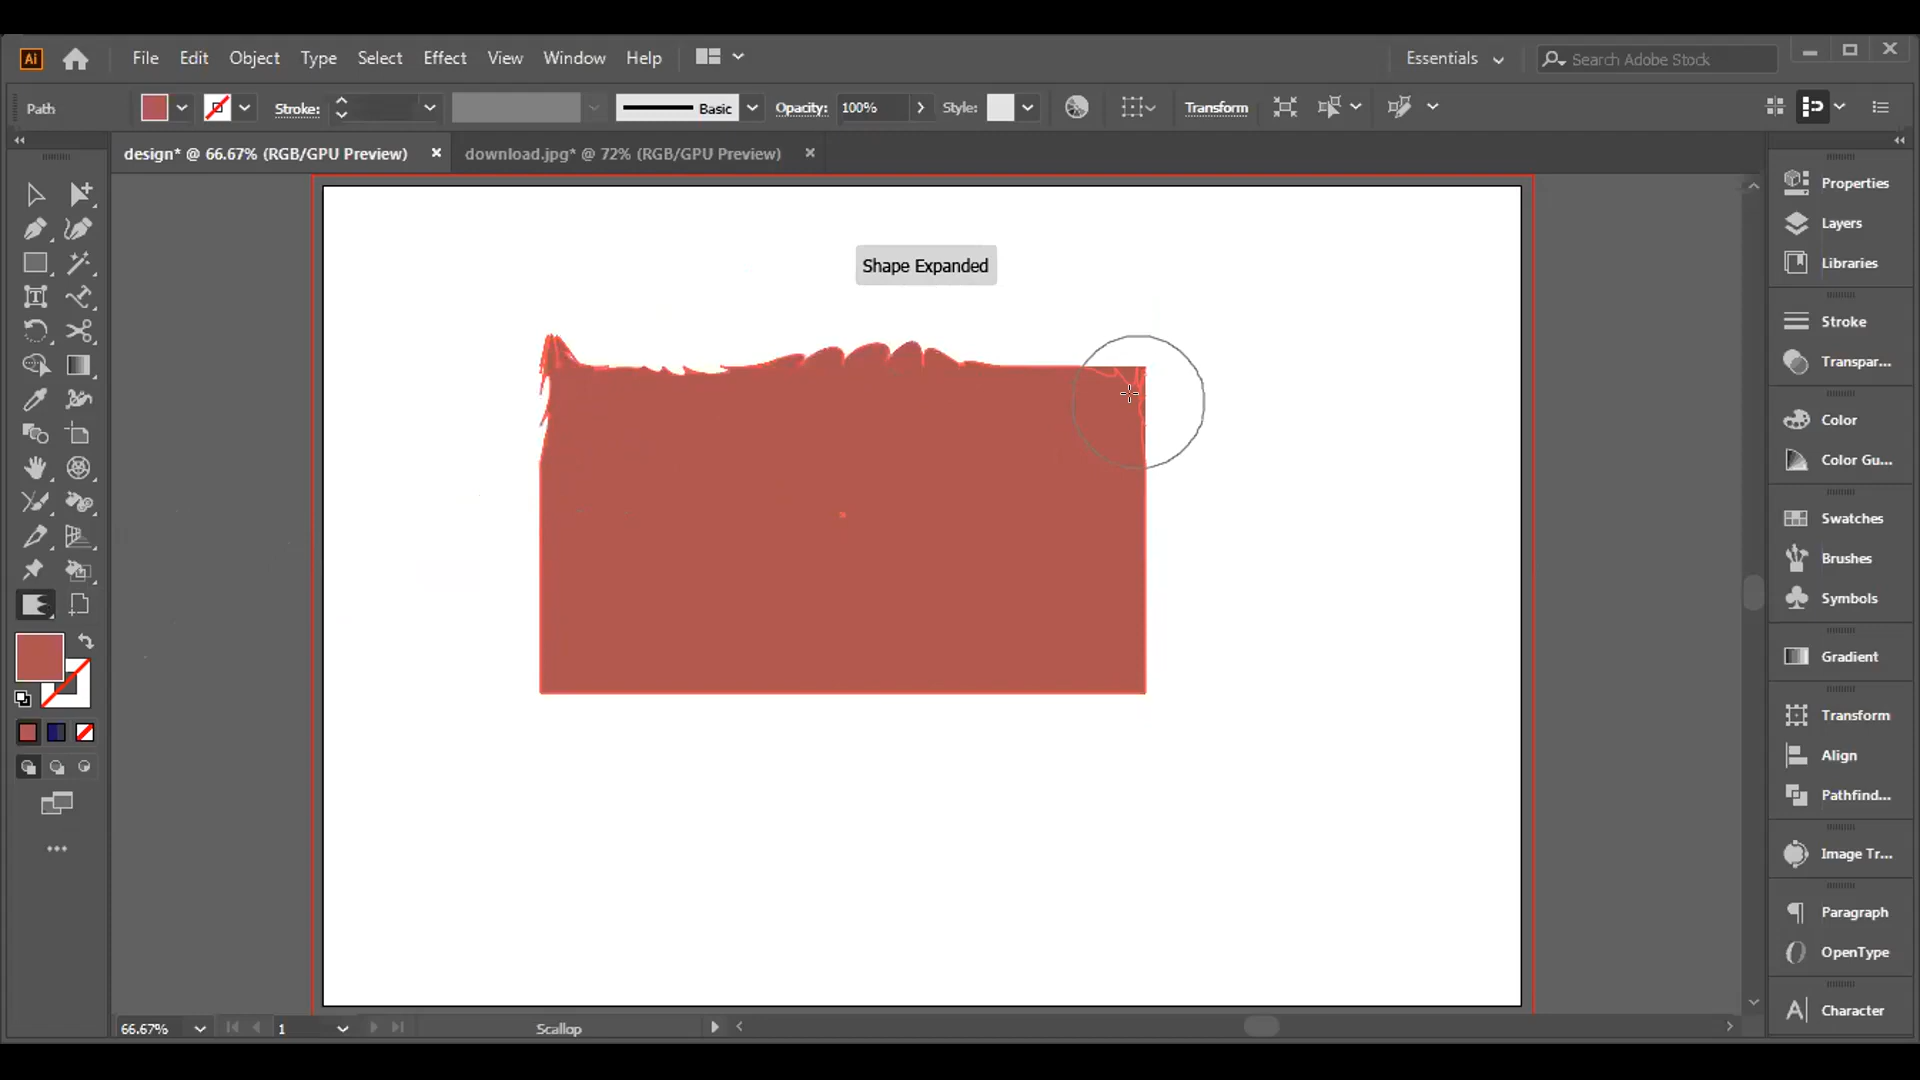 Ai File Edit Object Type Select Effect View Window Help Essentials Search Adobe Stock
Path Stroke: Basic Opacity: 100% Style: Transform
design* @ 66.67% (RGB/GPU Preview) download.jpg* @ 72% (RGB/GPU Preview)
Shape Expanded
Properties
Layers
Libraries
Stroke
Transpar...
Color
Color Gu...
Swatches
Brushes
Symbols
Gradient
Transform
Align
Pathfind...
Image Tr...
Paragraph
OpenType
Character
66.67% 1 Scallop